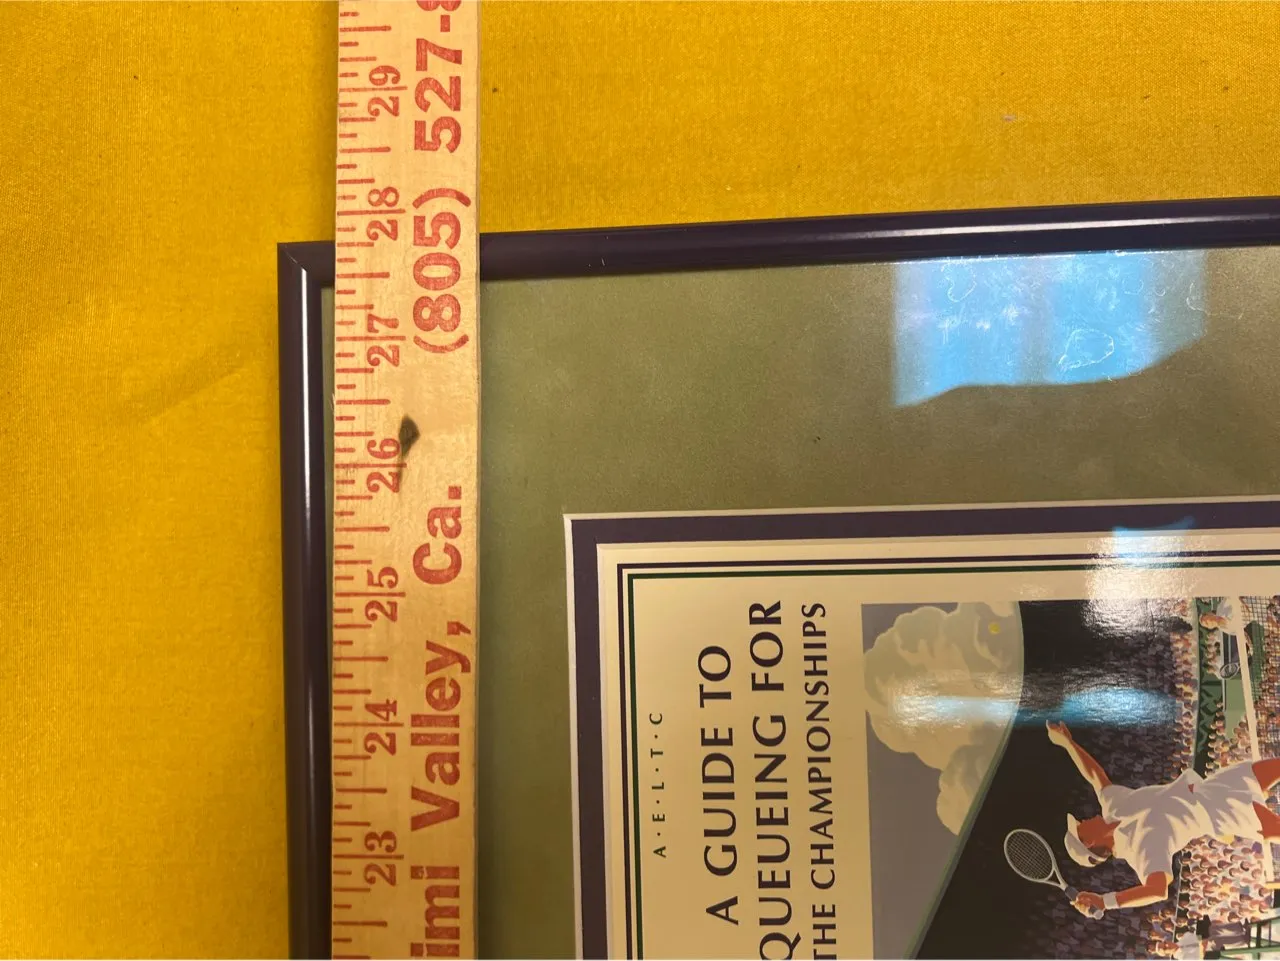 29
28
27
26
25
24
23
imi Valley, Ca. (805) 527-
A·E·L·T·C
A GUIDE TO
QUEUEING FOR
THE CHAMPIONSHIPS